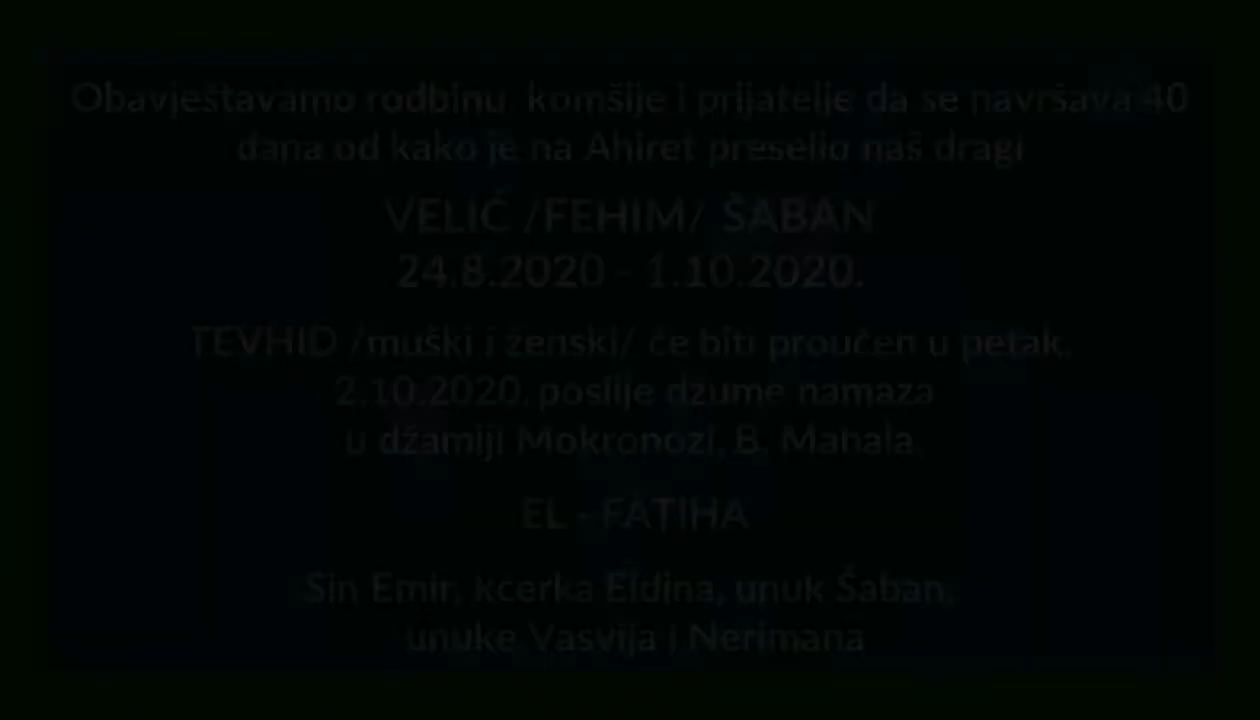 Obavještavamo rodbinu komšije i prijatelje da se navršava 40
dana od kako je na Ahiret preselio naš dragi
VELIĆ /FEHIM/ ŠABAN
24.8.2020 - 1.10.2020.
TEVHID /muški i ženski/ će biti proučen u petak,
2.10.2020. poslije džume namaza
u džamiji Mokronozi, B. Mahala.
EL - FATIHA
Sin Emir, kćerka Eldina, unuk Šaban,
unuke Vasvija i Nerimana